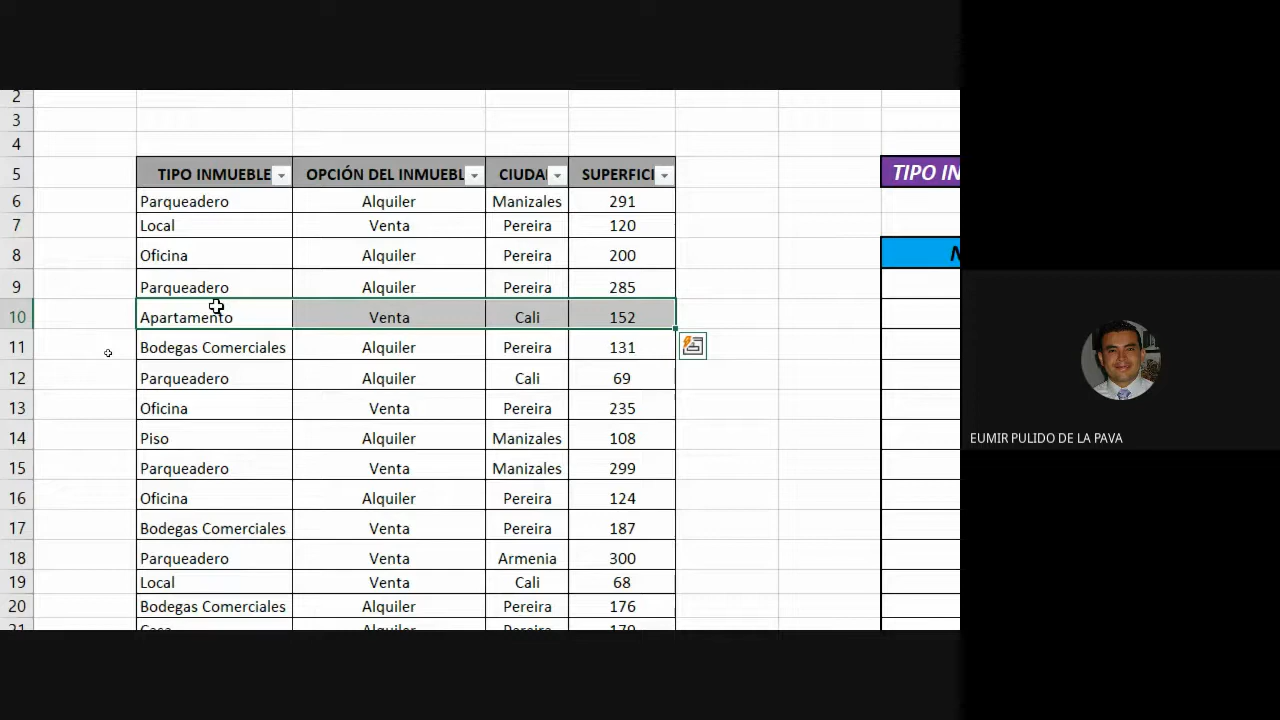 2
3
4
5 TIPO INMUEBLE OPCIÓN DEL INMUEBL CIUDA SUPERFICI TIPO IN
6 Parqueadero Alquiler Manizales 291
7 Local Venta Pereira 120
8 Oficina Alquiler Pereira 200
9 Parqueadero Alquiler Pereira 285
10 Apartamento Venta Cali 152
11 Bodegas Comerciales Alquiler Pereira 131
12 Parqueadero Alquiler Cali 69
13 Oficina Venta Pereira 235
14 Piso Alquiler Manizales 108
15 Parqueadero Venta Manizales 299
16 Oficina Alquiler Pereira 124
17 Bodegas Comerciales Venta Pereira 187
18 Parqueadero Venta Armenia 300
19 Local Venta Cali 68
20 Bodegas Comerciales Alquiler Pereira 176
21 Casa Alquiler Pereira 179
EUMIR PULIDO DE LA PAVA